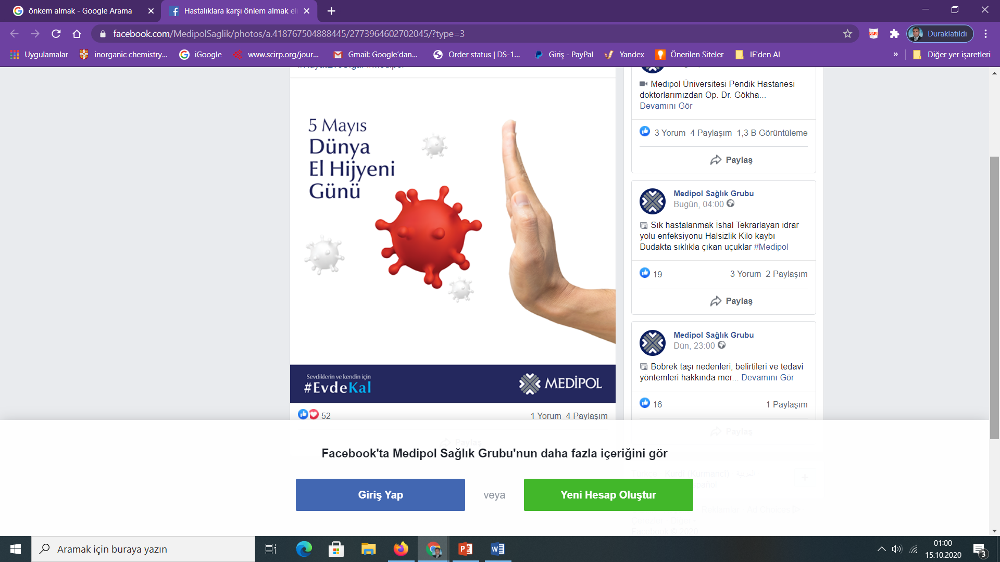 önkem almak - Google Arama
Hastalıklara karşı önlem almak eli
facebook.com/MedipolSaglik/photos/a.418767504888445/2773964602702045/?type=3
Duraklatıldı
Uygulamalar
inorganic chemistry...
iGoogle
www.scirp.org/jour...
Gmail: Google'dan...
Order status | DS-1...
Giriş - PayPal
Yandex
Önerilen Siteler
IE'den Al
»
Diğer yer işaretleri
5 Mayıs
Dünya
El Hijyeni
Günü
Sevdiklerin ve kendin için
#EvdeKal
MEDİPOL
52
1 Yorum 4 Paylaşım
Paylaş
Medipol Üniversitesi Pendik Hastanesi
doktorlarımızdan Op. Dr. Gökha...
Devamını Gör
3 Yorum 4 Paylaşım 1,3 B Görüntüleme
Paylaş
Medipol Sağlık Grubu
Bugün, 04:00
Sık hastalanmak İshal Tekrarlayan idrar
yolu enfeksiyonu Halsizlik Kilo kaybı
Dudakta sıklıkla çıkan uçuklar #Medipol
19
3 Yorum 2 Paylaşım
Paylaş
Medipol Sağlık Grubu
Dün, 23:00
Böbrek taşı nedenleri, belirtileri ve tedavi
yöntemleri hakkında mer... Devamını Gör
16
1 Paylaşım
Paylaş
Facebook'ta Medipol Sağlık Grubu'nun daha fazla içeriğini gör
Giriş Yap
veya
Yeni Hesap Oluştur
Aramak için buraya yazın
01:00
15.10.2020
3